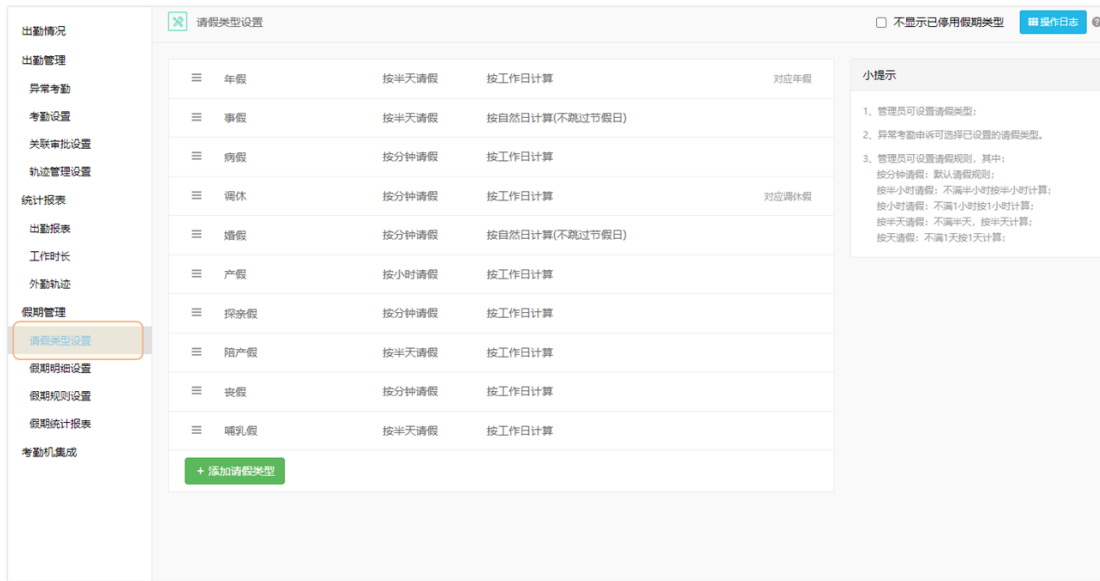 出勤情况
出勤管理
异常考勤
考勤设置
关联审批设置
轨迹管理设置
统计报表
出勤报表
工作时长
外勤轨迹
假期管理
请假类型设置
假期明细设置
假期规则设置
假期统计报表
考勤机集成
请假类型设置
不显示已停用假期类型
操作日志
年假 按半天请假 按工作日计算 对应年假
事假 按半天请假 按自然日计算(不跳过节假日)
病假 按分钟请假 按工作日计算
调休 按分钟请假 按工作日计算 对应调休假
婚假 按分钟请假 按自然日计算(不跳过节假日)
产假 按小时请假 按工作日计算
探亲假 按分钟请假 按工作日计算
陪产假 按半天请假 按工作日计算
丧假 按分钟请假 按工作日计算
哺乳假 按半天请假 按工作日计算
+ 添加请假类型
小提示
1、管理员可设置请假类型；
2、异常考勤申诉可选择已设置的请假类型。
3、管理员可设置请假规则，其中：
按分钟请假：默认请假规则；
按半小时请假：不满半小时按半小时计算；
按小时请假：不满1小时按1小时计算；
按半天请假：不满半天，按半天计算；
按天请假：不满1天按1天计算；